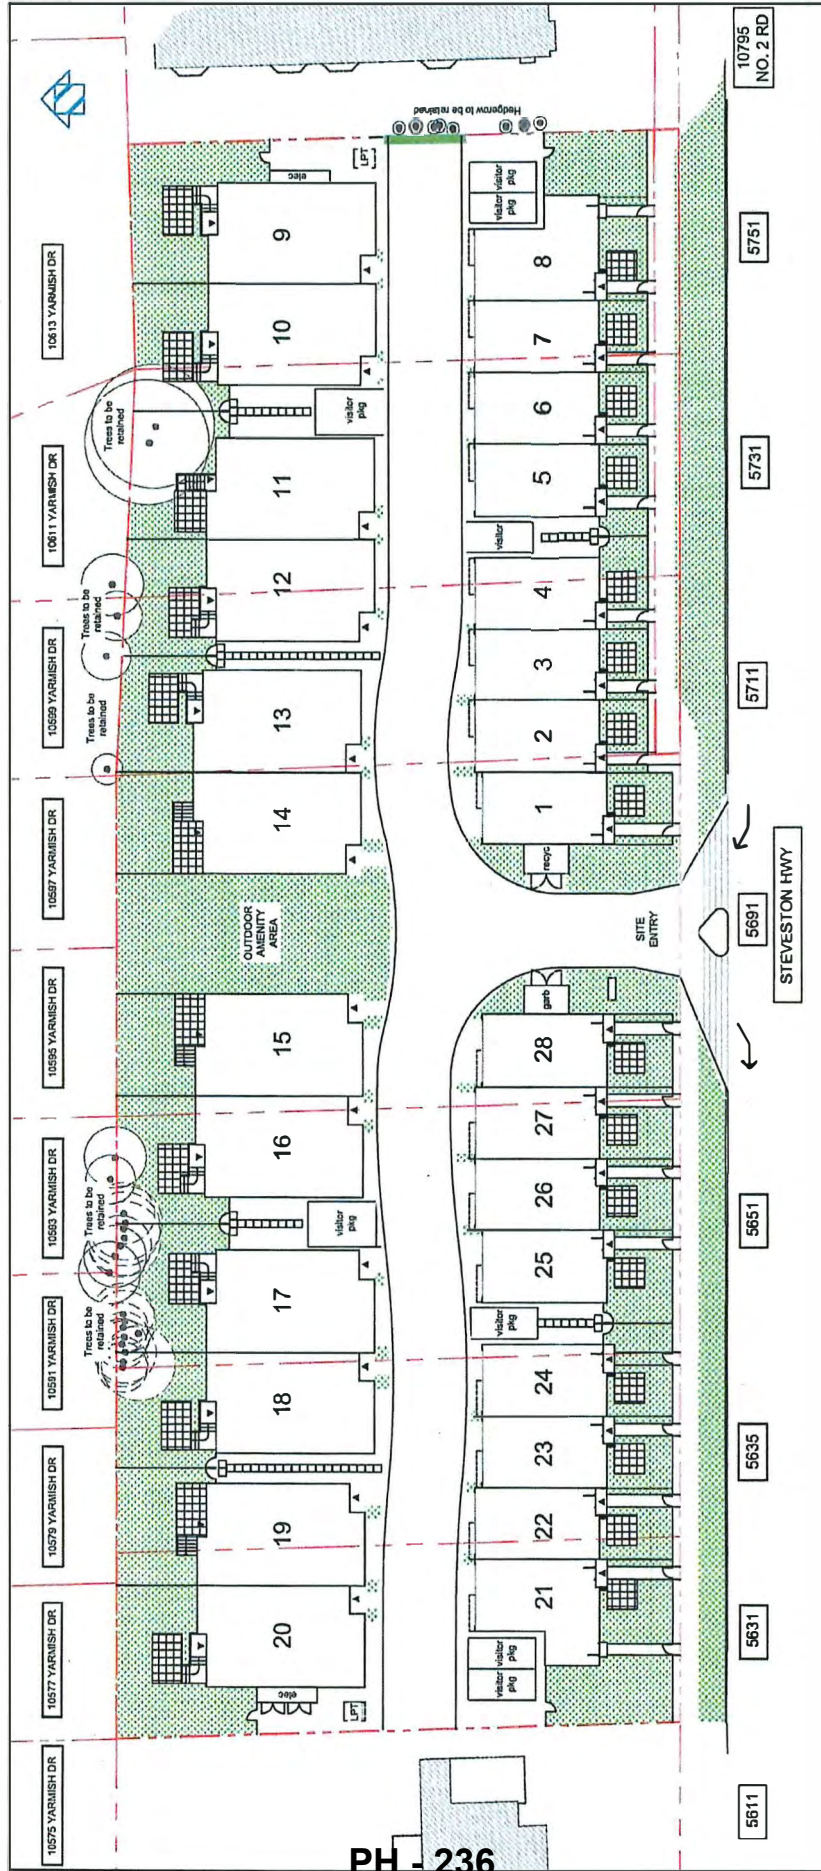 10575 YARMISH DR
10577 YARMISH DR
10579 YARMISH DR
10591 YARMISH DR
10593 YARMISH DR
10595 YARMISH DR
10597 YARMISH DR
10599 YARMISH DR
10611 YARMISH DR
10613 YARMISH DR
Trees to be
retained
Trees to be
retained
Trees to be
retained
Trees to be
retained
Trees to be
retained
20
19
18
17
16
15
OUTDOOR
AMENITY
AREA
14
13
12
11
10
9
elec
LPT
visitor
pkg
visitor
pkg
elec
LPT
Hedgerow to be retained
visitor
pkg
visitor
pkg
21
22
23
24
visitor
pkg
25
26
27
28
garb
SITE
ENTRY
recyc
1
2
3
4
visitor
5
6
7
8
visitor
pkg
visitor
pkg
5611
5631
5635
5651
5691
5711
5731
5751
10795
NO. 2 RD
STEVESTON HWY
PH - 236